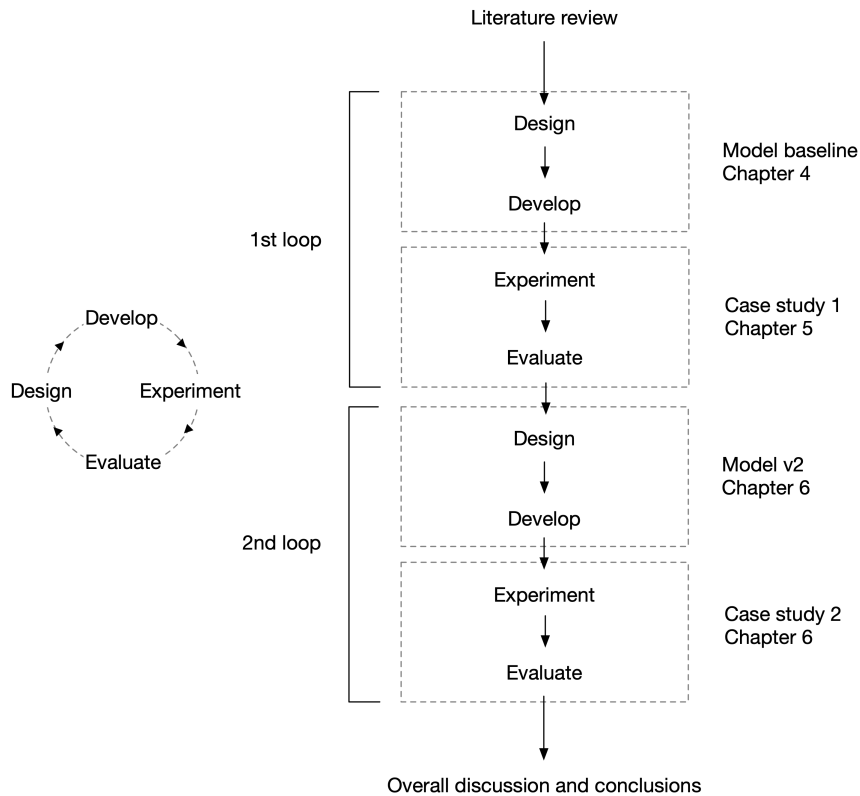 Literature review
Design
Develop
Model baseline
Chapter 4
1st loop
Experiment
Evaluate
Case study 1
Chapter 5
Develop
Design
Experiment
Evaluate
Design
Develop
Model v2
Chapter 6
2nd loop
Experiment
Evaluate
Case study 2
Chapter 6
Overall discussion and conclusions